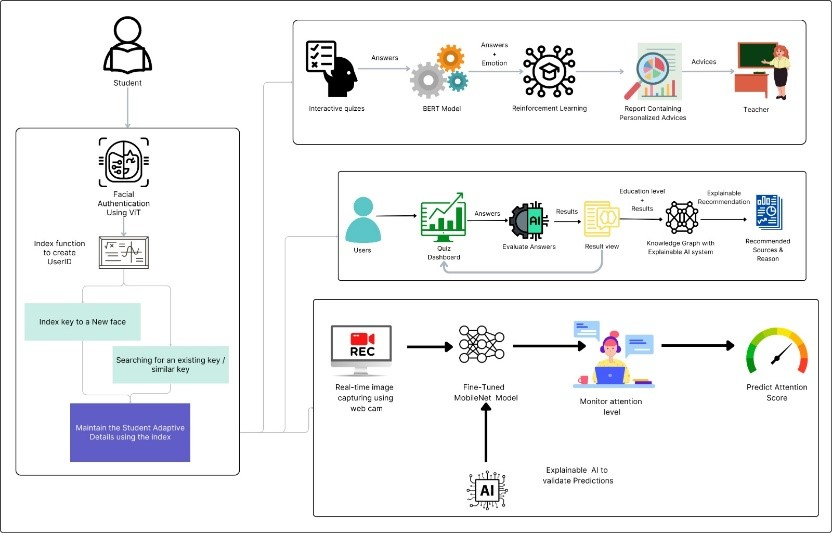 Student
Facial
Authentication
Using VIT
Index function
to create
UserID
Index key to a New face
Searching for an existing key /
similar key
Maintain the Student Adaptive
Details using the index
Answers
Answers
+
Emotion
Advices
Interactive quizes
BERT Model
Reinforcement Learning
Report Containing
Personalized Advices
Teacher
Users
Quiz
Dashboard
Answers
AI
Evaluate Answers
Results
Result view
Education level
+
Results
Knowledge Graph with
Explainable AI system
Explainable
Recommendation
Recommended
Sources &
Reason
REC
Real-time image
capturing using
web cam
Fine-Tuned
MobileNet Model
Monitor attention
level
Predict Attention
Score
AI
Explainable AI to
validate Predictions